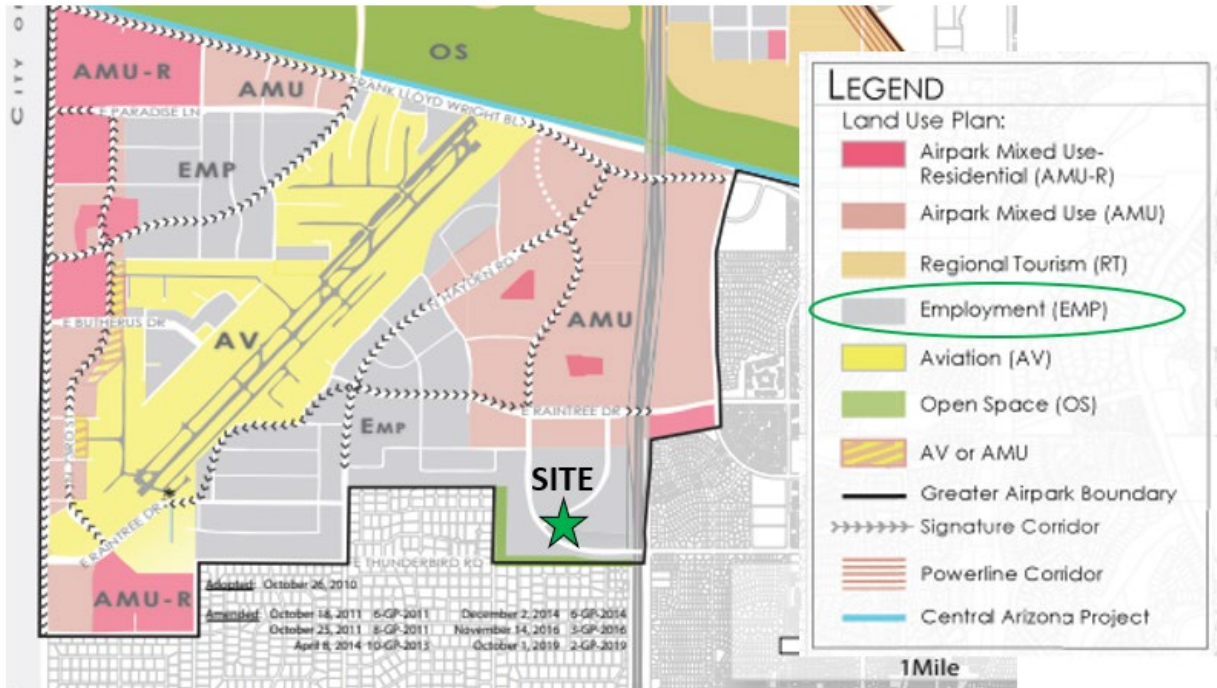 CITY O
OS
AMU-R
AMU
FRANK LLOYD WRIGHT BL
E PARADISE LN
EMP
N HAYDEN RD
E BUTHERUS DR
AV
AMU
E RAINTREE DR
EMP
SITE
E RAINTREE DR
E THUNDERBIRD RD
AMU-R
Adopted: October 26, 2010
Amended: October 18, 2011 6-GP-2011 December 2, 2014 6-GP-2014
October 25, 2011 8-GP-2011 November 14, 2016 3-GP-2016
April 8, 2014 10-GP-2013 October 1, 2019 2-GP-2019
1Mile
LEGEND
Land Use Plan:
Airpark Mixed Use-
Residential (AMU-R)
Airpark Mixed Use (AMU)
Regional Tourism (RT)
Employment (EMP)
Aviation (AV)
Open Space (OS)
AV or AMU
Greater Airpark Boundary
Signature Corridor
Powerline Corridor
Central Arizona Project